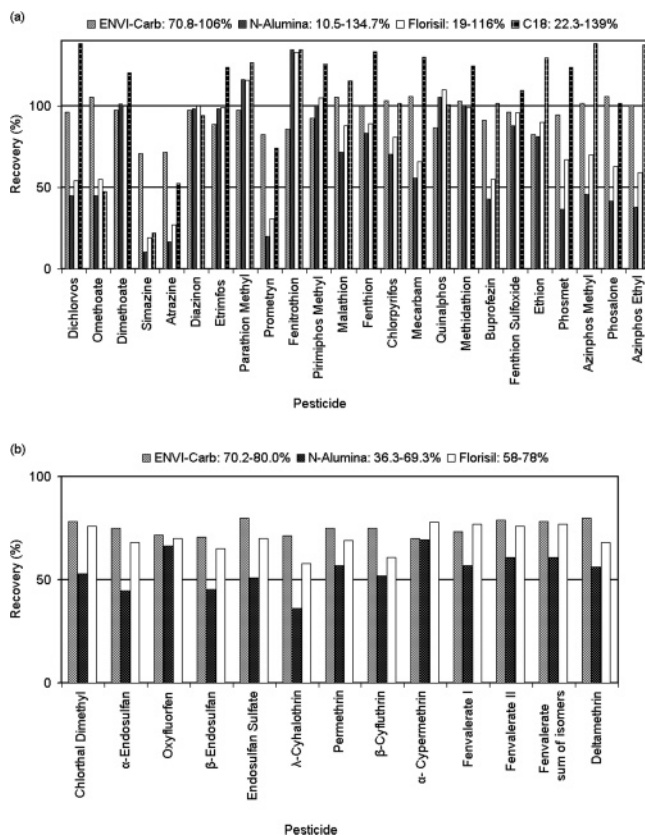 (a)
ENVI-Carb: 70.8-106% N-Alumina: 10.5-134.7% Florisil: 19-116% C18: 22.3-139%
Recovery (%)
100
50
0
Dichlorvos
Omethoate
Dimethoate
Simazine
Atrazine
Diazinon
Etrimfos
Parathion Methyl
Prometryn
Fenitrothion
Pirimiphos Methyl
Malathion
Fenthion
Chlorpyrifos
Mecarbam
Quinalphos
Methidathion
Buprofezin
Fenthion Sulfoxide
Ethion
Phosmet
Azinphos Methyl
Phosalone
Azinphos Ethyl
Pesticide
(b)
ENVI-Carb: 70.2-80.0% N-Alumina: 36.3-69.3% Florisil: 58-78%
Recovery (%)
100
50
0
Chlorthal Dimethyl
α-Endosulfan
Oxyfluorfen
β-Endosulfan
Endosulfan Sulfate
λ-Cyhalothrin
Permethrin
β-Cyfluthrin
α- Cypermethrin
Fenvalerate I
Fenvalerate II
Fenvalerate
sum of isomers
Deltamethrin
Pesticide